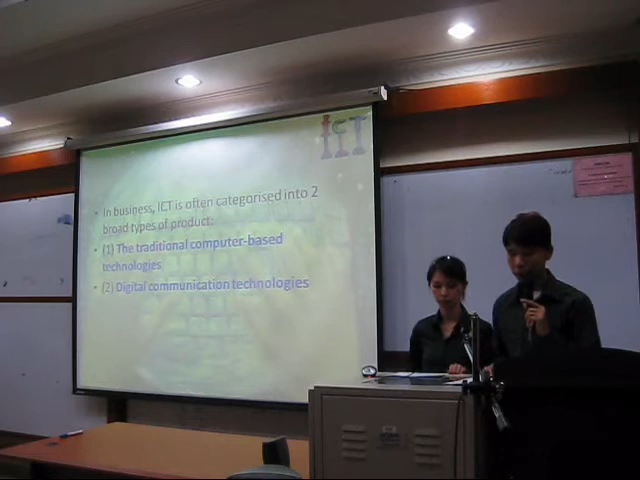 ICT
In business, ICT is often categorised into 2
broad types of product:
(1) The traditional computer-based
technologies
(2) Digital communication technologies